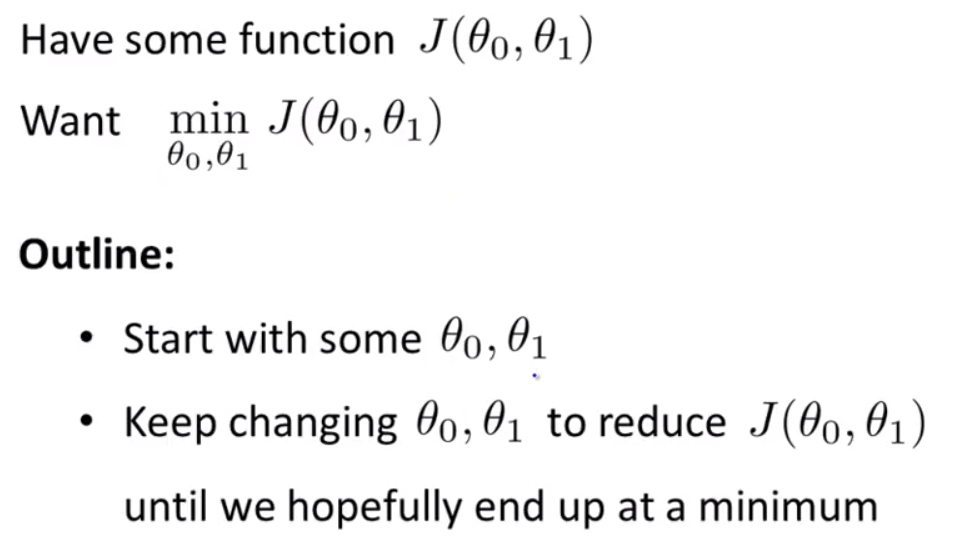 Have some function J(θ₀, θ₁)
Want min J(θ₀, θ₁)
θ₀,θ₁
Outline:
• Start with some θ₀, θ₁
• Keep changing θ₀, θ₁ to reduce J(θ₀, θ₁)
until we hopefully end up at a minimum